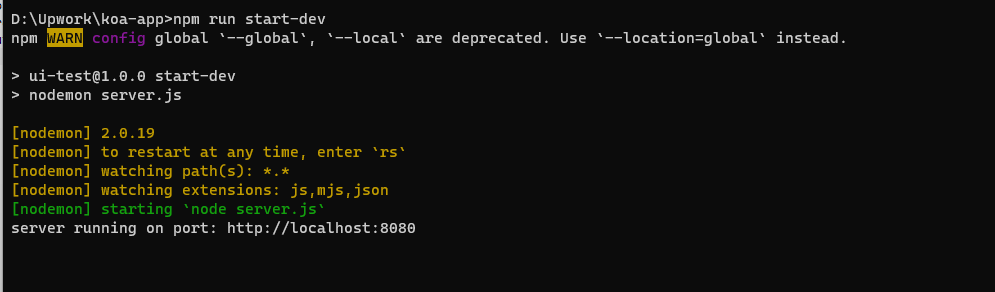 D:\Upwork\koa-app>npm run start-dev
npm WARN config global `--global`, `--local` are deprecated. Use `--location=global` instead.
> ui-test@1.0.0 start-dev
> nodemon server.js
[nodemon] 2.0.19
[nodemon] to restart at any time, enter `rs`
[nodemon] watching path(s): *.*
[nodemon] watching extensions: js,mjs,json
[nodemon] starting `node server.js`
server running on port: http://localhost:8080